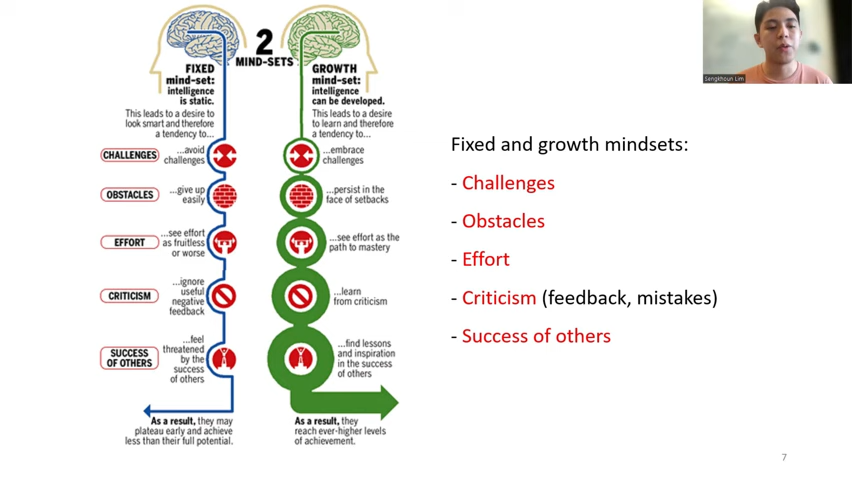 2
MIND-SETS
FIXED
mind-set:
intelligence
is static.
This leads to a desire to
look smart and therefore
a tendency to...
GROWTH
mind-set:
intelligence
can be developed.
This leads to a desire
to learn and therefore
a tendency to...
CHALLENGES
...avoid
challenges
...embrace
challenges
OBSTACLES
...give up
easily
...persist in the
face of setbacks
EFFORT
...see effort
as fruitless
or worse
...see effort as the
path to mastery
CRITICISM
...ignore
useful
negative
feedback
...learn
from criticism
SUCCESS
OF OTHERS
...feel
threatened
by the
success
of others
...find lessons
and inspiration
in the success
of others
As a result, they may
plateau early and achieve
less than their full potential.
As a result, they
reach ever-higher levels
of achievement.
Fixed and growth mindsets:
- Challenges
- Obstacles
- Effort
- Criticism (feedback, mistakes)
- Success of others
Sengkhoun Lim
7